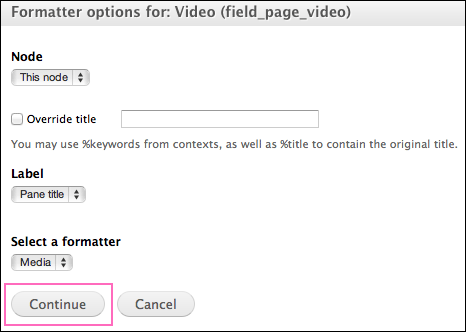 Formatter options for: Video (field_page_video)
Node
This node
Override title
You may use %keywords from contexts, as well as %title to contain the original title.
Label
Pane title
Select a formatter
Media
Continue Cancel